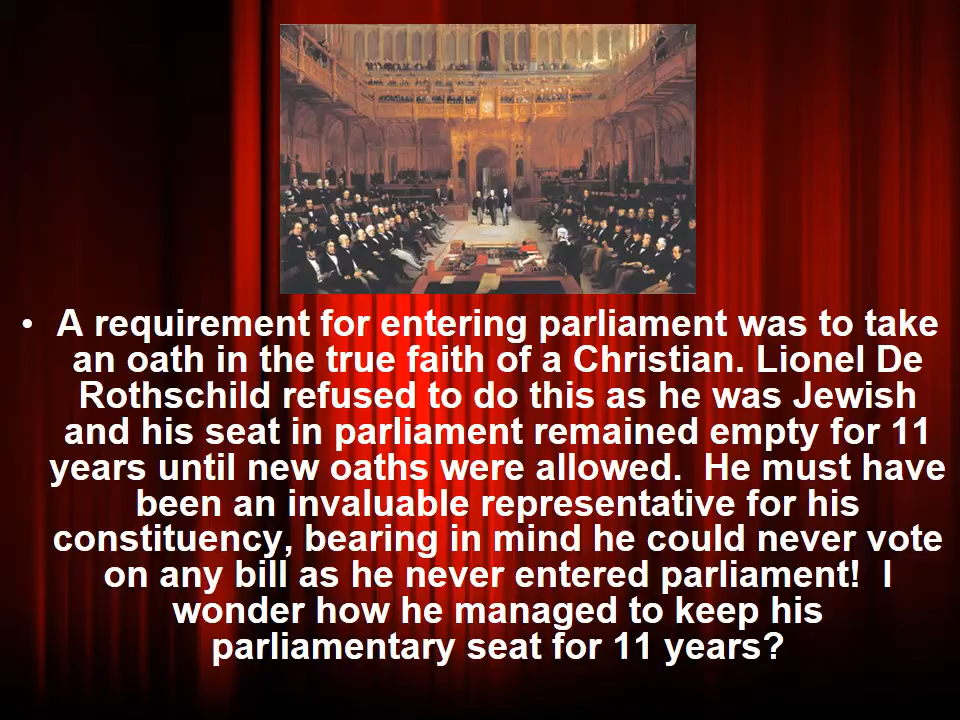 • A requirement for entering parliament was to take
an oath in the true faith of a Christian. Lionel De
Rothschild refused to do this as he was Jewish
and his seat in parliament remained empty for 11
years until new oaths were allowed.  He must have
been an invaluable representative for his
constituency, bearing in mind he could never vote
on any bill as he never entered parliament!  I
wonder how he managed to keep his
parliamentary seat for 11 years?